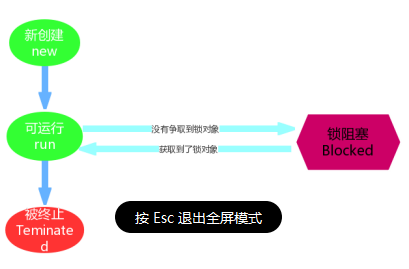 新创建
new
可运行
run
没有争取到锁对象
获取到了锁对象
锁阻塞
Blocked
被终止
Teminate
d
按 Esc 退出全屏模式